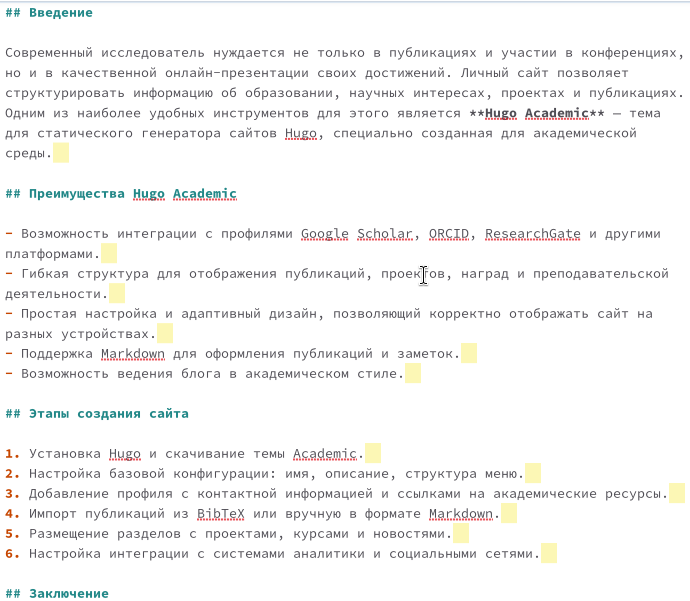 ## Введение
Современный исследователь нуждается не только в публикациях и участии в конференциях,
но и в качественной онлайн-презентации своих достижений. Личный сайт позволяет
структурировать информацию об образовании, научных интересах, проектах и публикациях.
Одним из наиболее удобных инструментов для этого является **Hugo Academic** — тема
для статического генератора сайтов Hugo, специально созданная для академической
среды.
## Преимущества Hugo Academic
- Возможность интеграции с профилями Google Scholar, ORCID, ResearchGate и другими
платформами.
- Гибкая структура для отображения публикаций, проектов, наград и преподавательской
деятельности.
- Простая настройка и адаптивный дизайн, позволяющий корректно отображать сайт на
разных устройствах.
- Поддержка Markdown для оформления публикаций и заметок.
- Возможность ведения блога в академическом стиле.
## Этапы создания сайта
1. Установка Hugo и скачивание темы Academic.
2. Настройка базовой конфигурации: имя, описание, структура меню.
3. Добавление профиля с контактной информацией и ссылками на академические ресурсы.
4. Импорт публикаций из BibTeX или вручную в формате Markdown.
5. Размещение разделов с проектами, курсами и новостями.
6. Настройка интеграции с системами аналитики и социальными сетями.
## Заключение